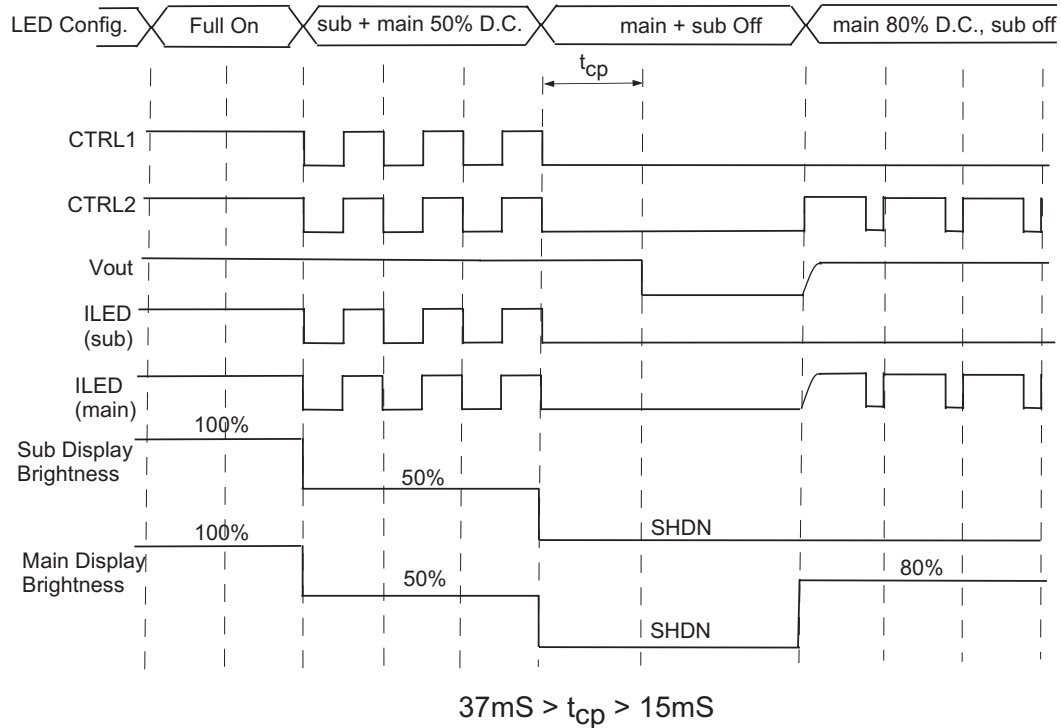 LED Config. Full On sub + main 50% D.C. main + sub Off main 80% D.C., sub off
tcp
CTRL1
CTRL2
Vout
ILED
(sub)
ILED
(main)
100%
Sub Display
Brightness
50%
SHDN
100%
Main Display
Brightness
50%
80%
SHDN
37mS > tcp > 15mS